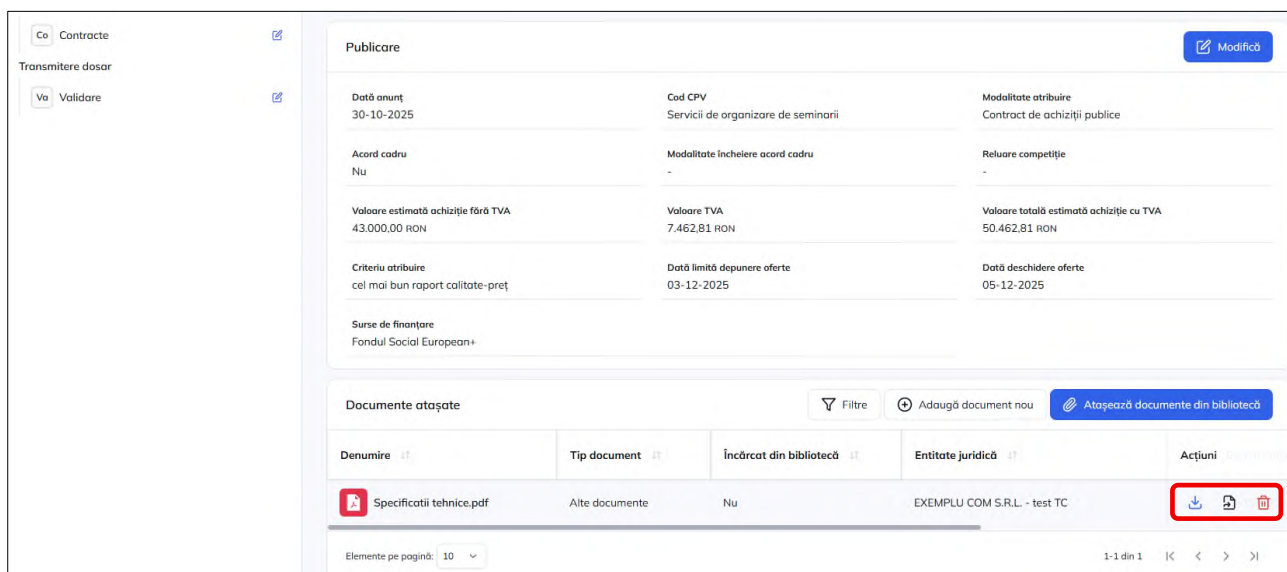 Co Contracte
Transmitere dosar
Va Validare
Publicare
Modifică
Dată anunț Cod CPV Modalitate atribuire
30-10-2025 Servicii de organizare de seminarii Contract de achiziții publice
Acord cadru Modalitate încheiere acord cadru Reluare competiție
Nu - -
Valoare estimată achiziție fără TVA Valoare TVA Valoare totală estimată achiziție cu TVA
43.000,00 RON 7.462,81 RON 50.462,81 RON
Criteriu atribuire Dată limită depunere oferte Dată deschidere oferte
cel mai bun raport calitate-preț 03-12-2025 05-12-2025
Surse de finanțare
Fondul Social European+
Documente atașate Filtre Adaugă document nou Atașează documente din bibliotecă
Denumire Tip document Încărcat din bibliotecă Entitate juridică Acțiuni
Specificatii tehnice.pdf Alte documente Nu EXEMPLU COM S.R.L. - test TC
Elemente pe pagină: 10 1-1 din 1